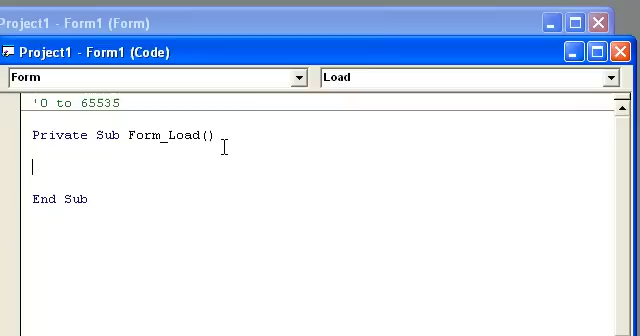 Project1 - Form1 (Form)
Project1 - Form1 (Code)
Form
Load
'0 to 65535
Private Sub Form_Load()
End Sub